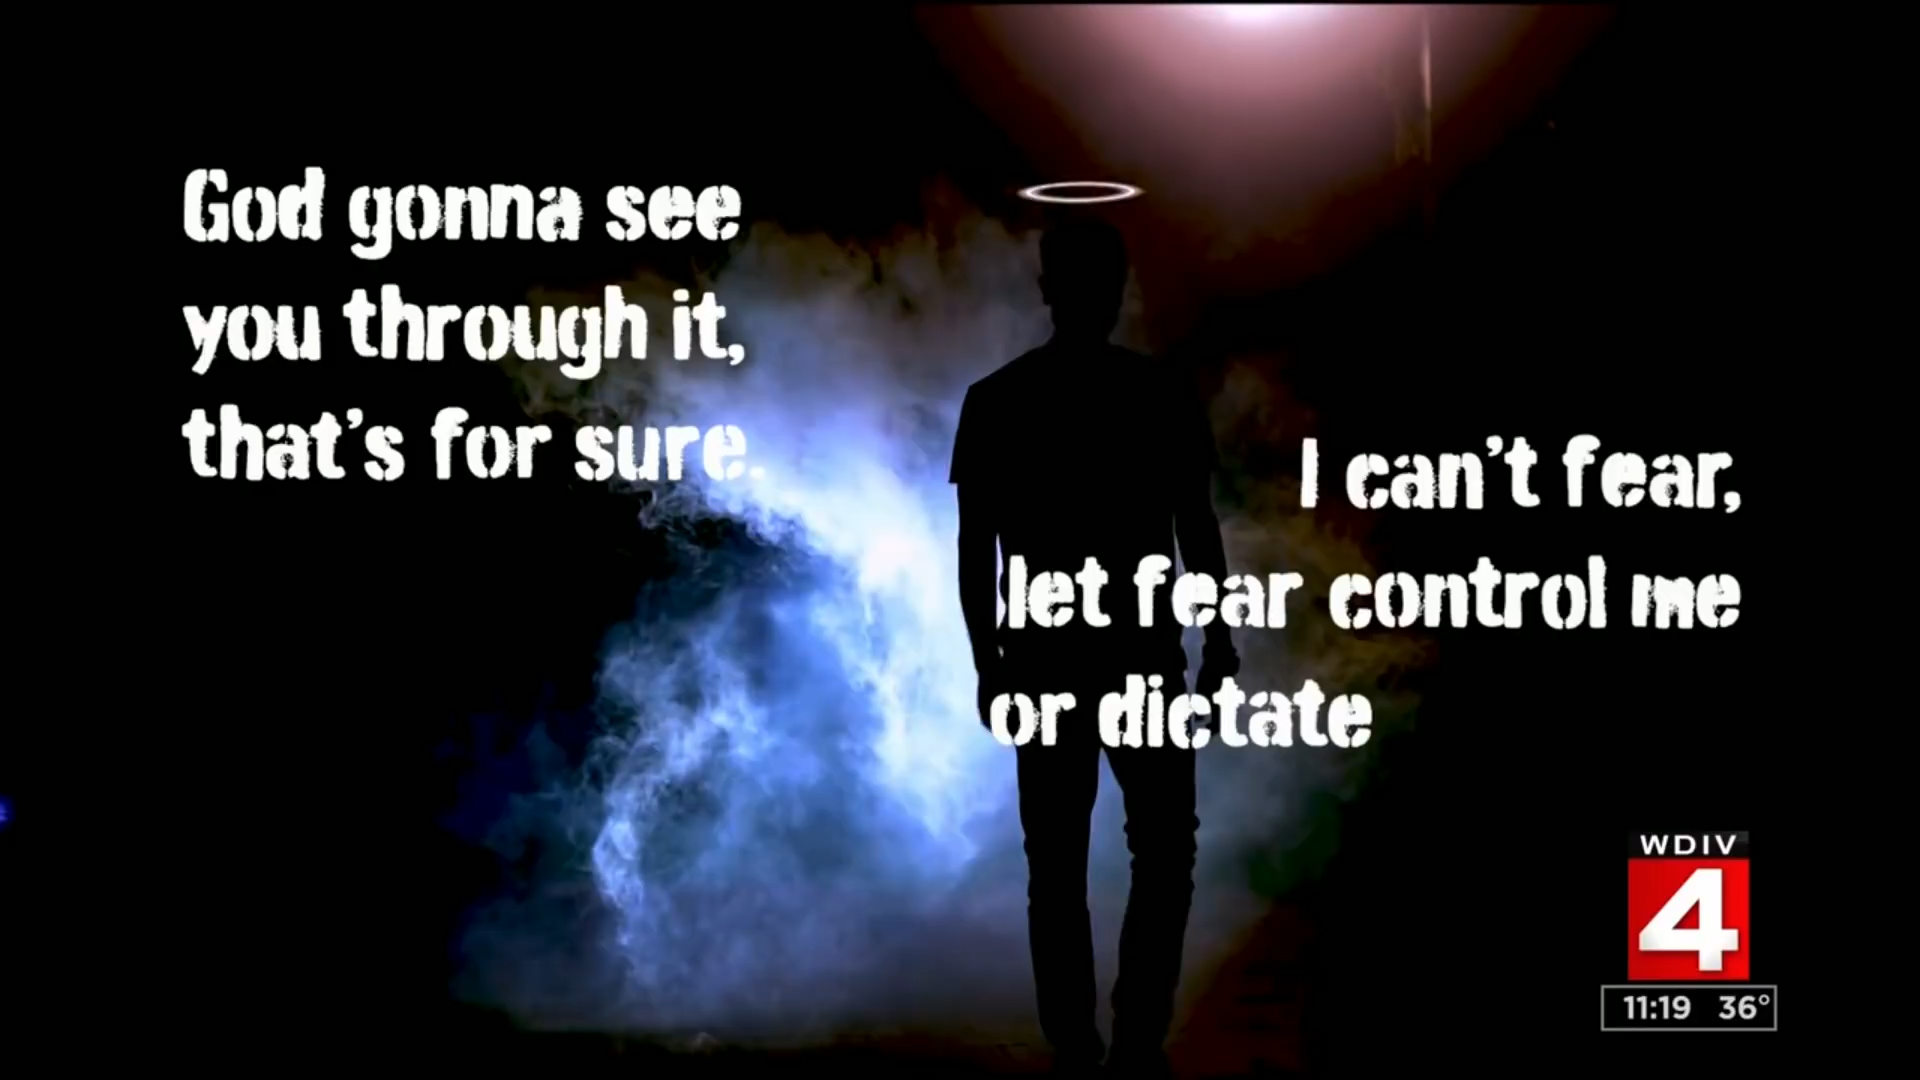 God gonna see
you through it,
that's for sure.
I can't fear,
let fear control me
or dictate
WDIV
4
11:19 36°